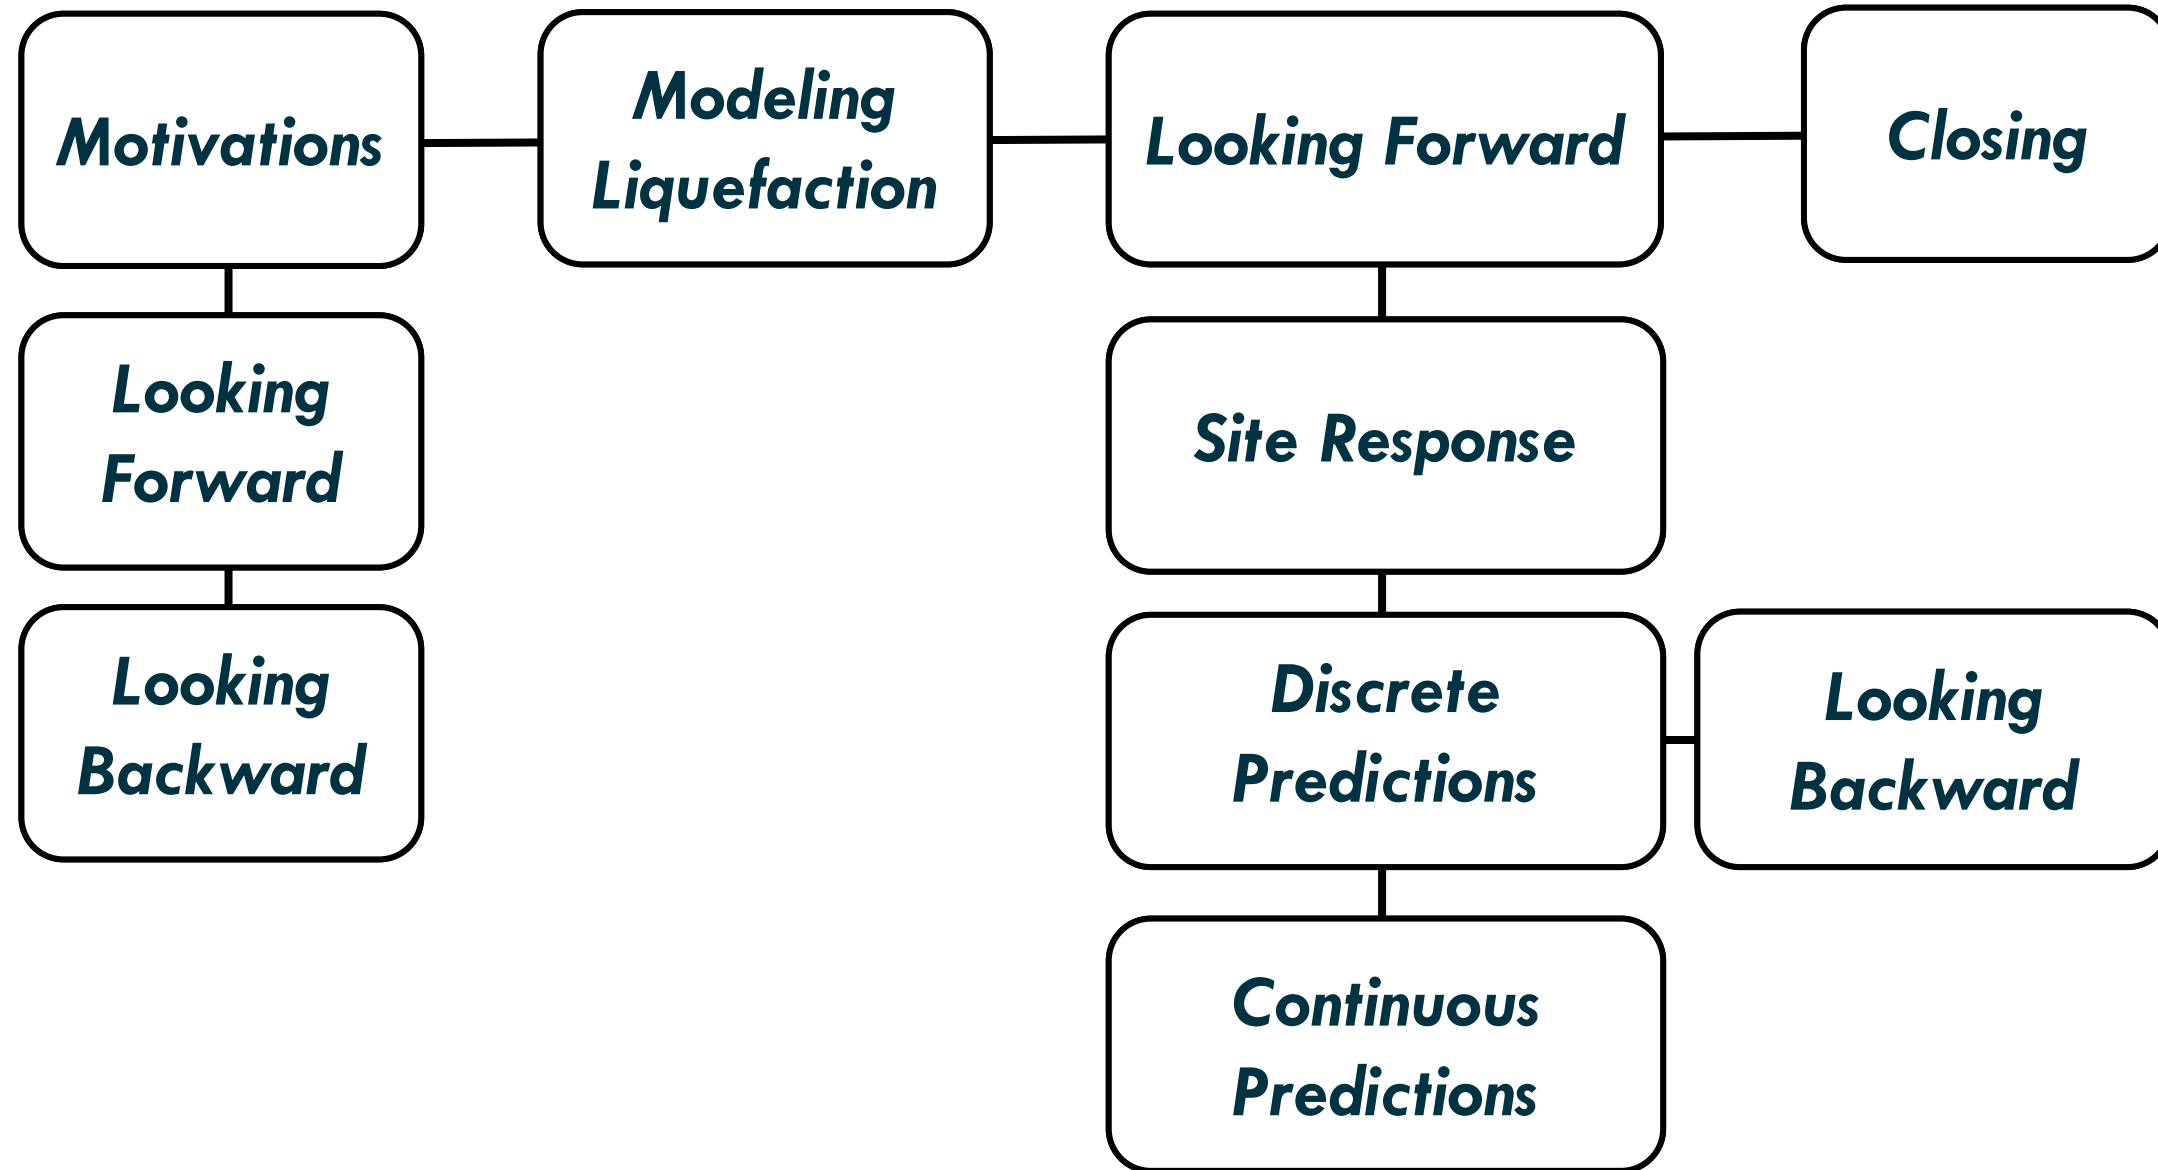 Motivations
Modeling
Liquefaction
Looking Forward
Closing
Looking
Forward
Site Response
Looking
Backward
Discrete
Predictions
Looking
Backward
Continuous
Predictions